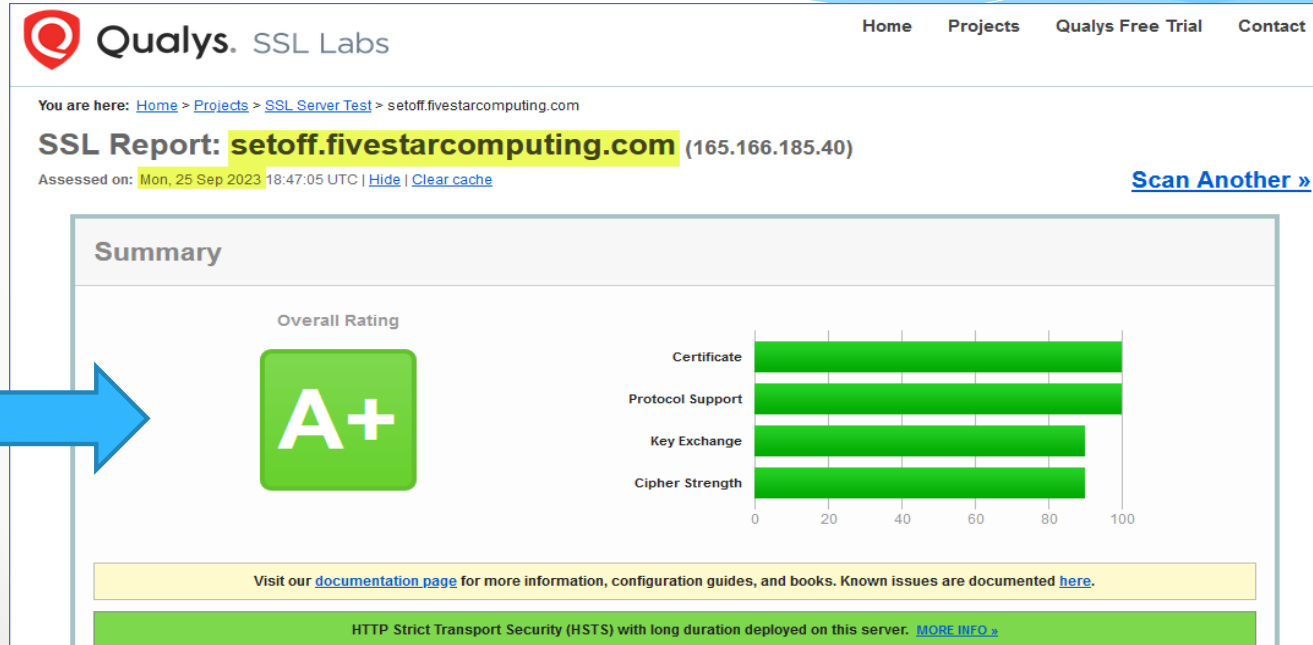 Qualys. SSL Labs
Home Projects Qualys Free Trial Contact
You are here: Home > Projects > SSL Server Test > setoff.fivestarcomputing.com
SSL Report: setoff.fivestarcomputing.com (165.166.185.40)
Assessed on: Mon, 25 Sep 2023 18:47:05 UTC | Hide | Clear cache
Scan Another »
Summary
Overall Rating
A+
Certificate
Protocol Support
Key Exchange
Cipher Strength
0 20 40 60 80 100
Visit our documentation page for more information, configuration guides, and books. Known issues are documented here.
HTTP Strict Transport Security (HSTS) with long duration deployed on this server. MORE INFO »